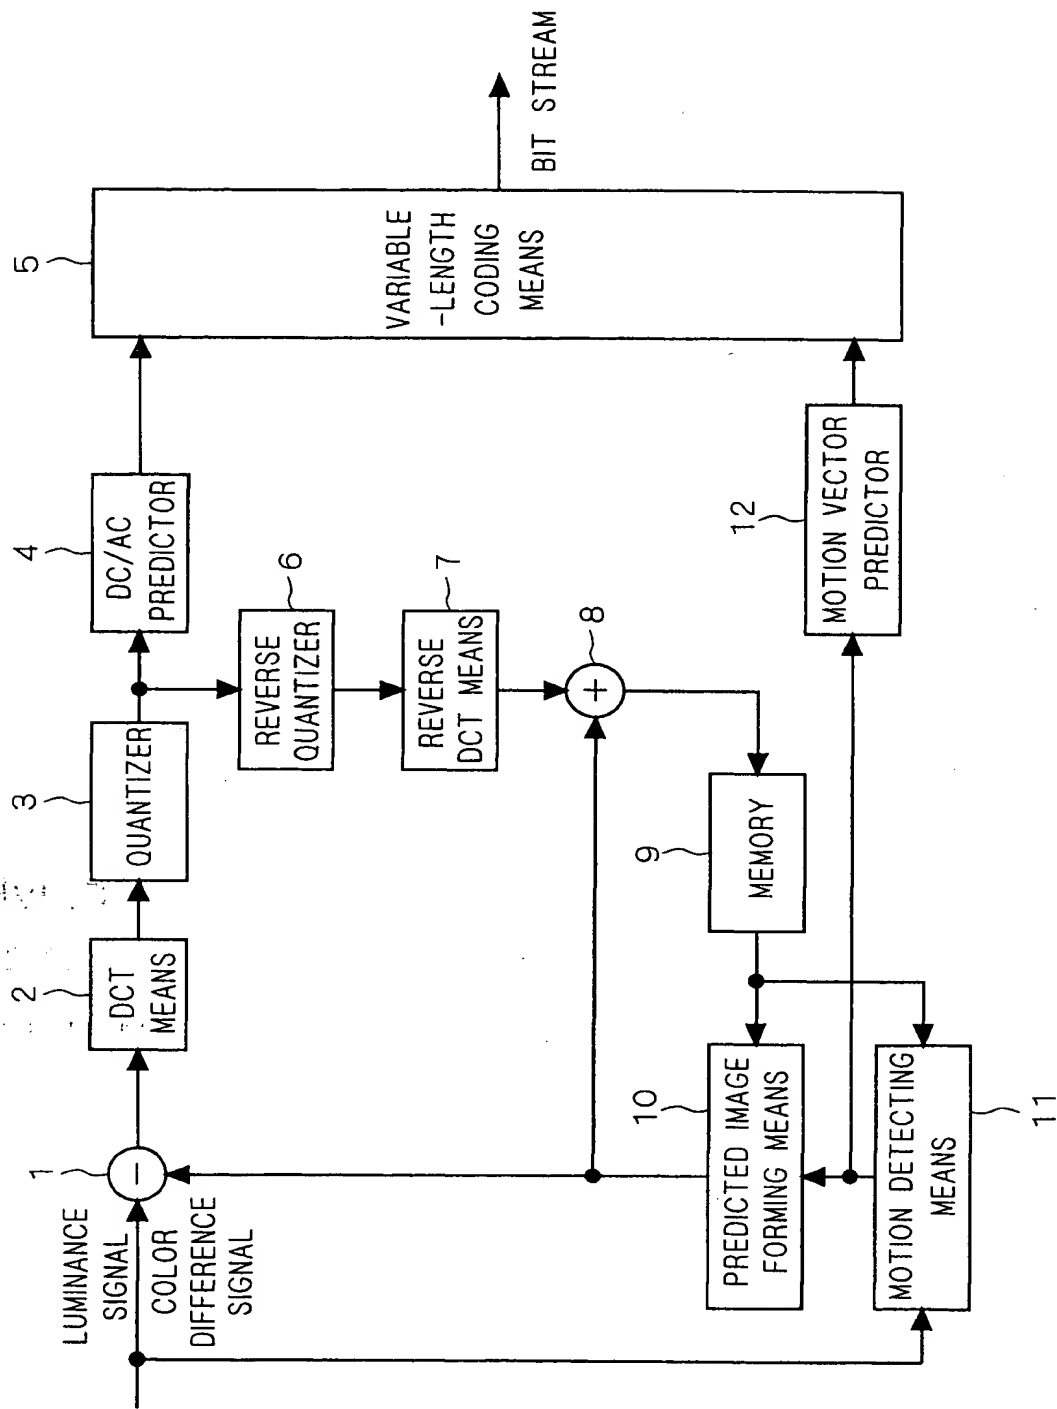 LUMINANCE
SIGNAL
COLOR
DIFFERENCE
SIGNAL
1
2
DCT
MEANS
3
QUANTIZER
4
DC/AC
PREDICTOR
5
VARIABLE
-LENGTH
CODING
MEANS
BIT STREAM
6
REVERSE
QUANTIZER
7
REVERSE
DCT MEANS
8
+
9
MEMORY
10
PREDICTED IMAGE
FORMING MEANS
11
MOTION DETECTING
MEANS
12
MOTION VECTOR
PREDICTOR